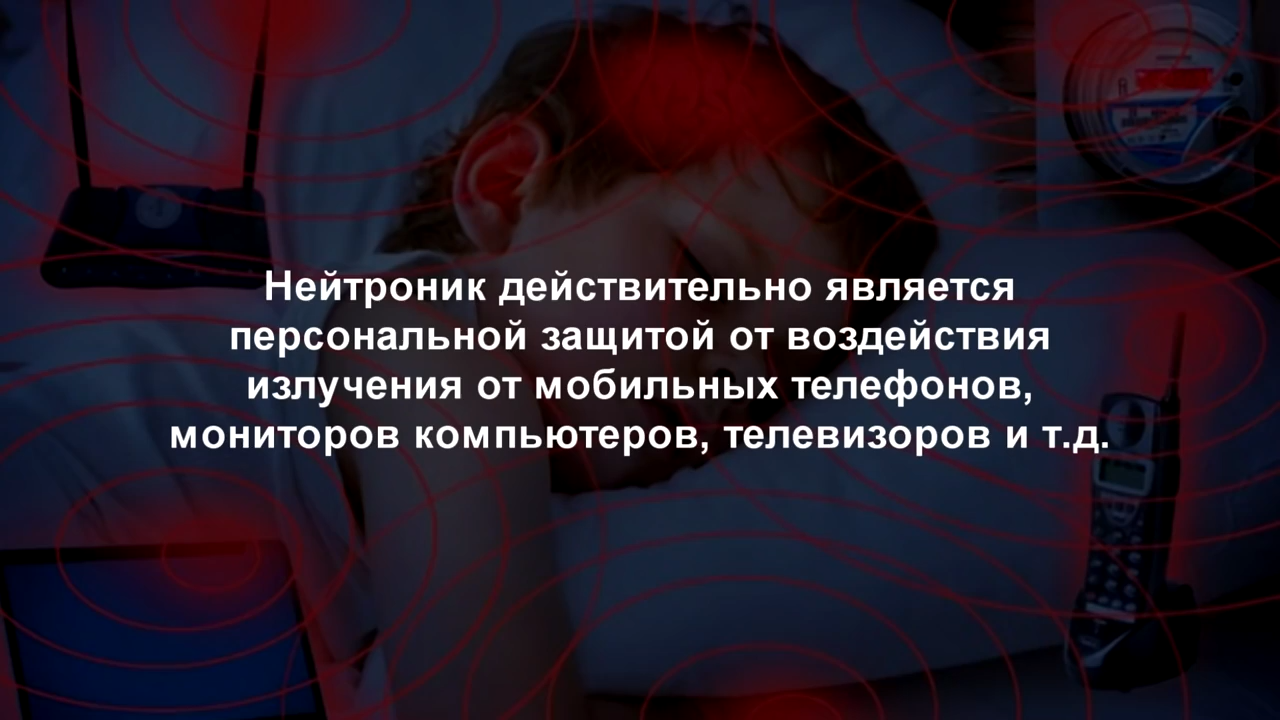 Нейтроник действительно является
персональной защитой от воздействия
излучения от мобильных телефонов,
мониторов компьютеров, телевизоров и т.д.